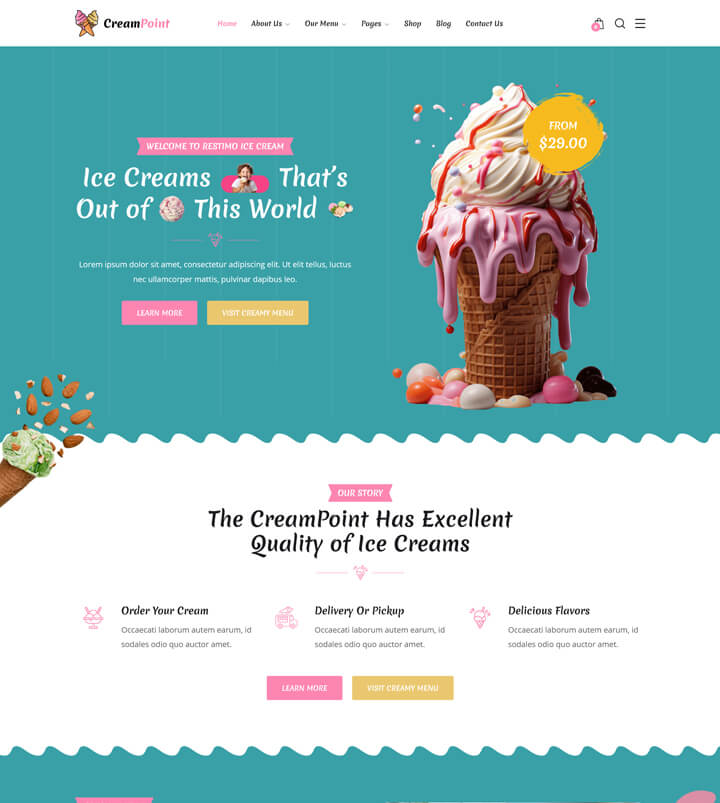 CreamPoint
Home About Us Our Menu Pages Shop Blog Contact Us
0
WELCOME TO RESTIMO ICE CREAM
Ice Creams That's
Out of This World
Lorem ipsum dolor sit amet, consectetur adipiscing elit. Ut elit tellus, luctus
nec ullamcorper mattis, pulvinar dapibus leo.
LEARN MORE VISIT CREAMY MENU
FROM
$29.00
OUR STORY
The CreamPoint Has Excellent
Quality of Ice Creams
Order Your Cream
Occaecati laborum autem earum, id
sodales odio quo auctor amet.
Delivery Or Pickup
Occaecati laborum autem earum, id
sodales odio quo auctor amet.
Delicious Flavors
Occaecati laborum autem earum, id
sodales odio quo auctor amet.
LEARN MORE VISIT CREAMY MENU